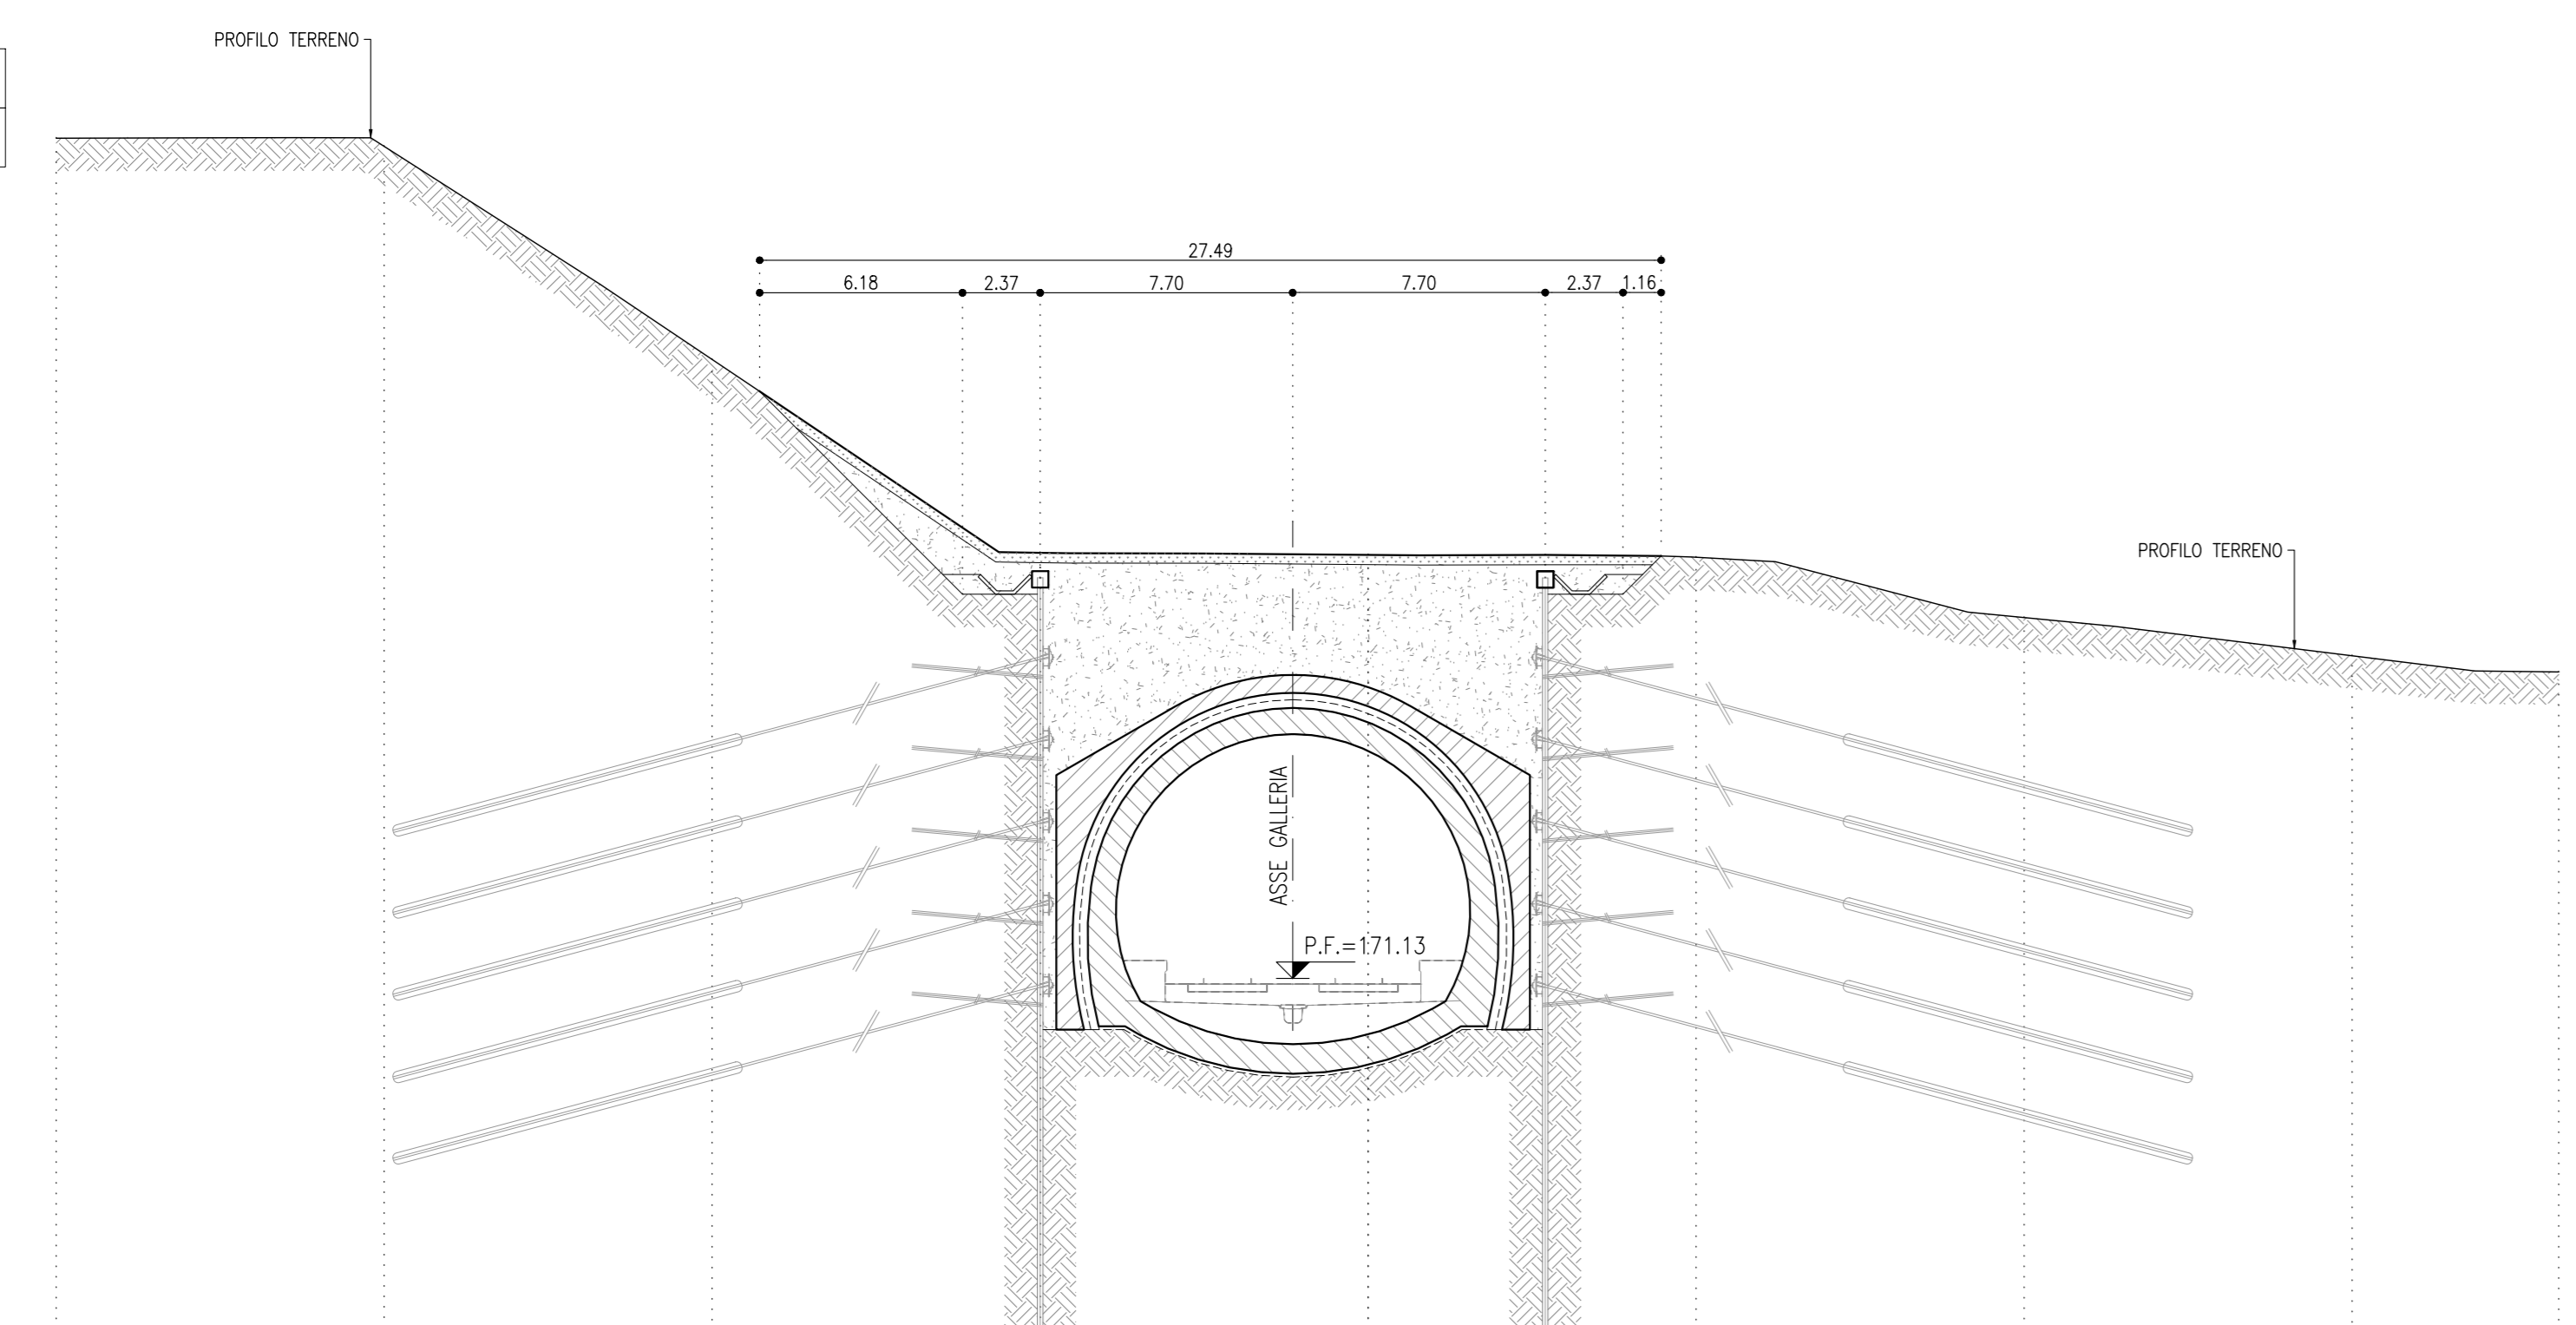 PROFILO TERRENO
27.49
6.18 2.37 7.70 7.70 2.37 1.16
PROFILO TERRENO
ASSE GALLERIA
P.F.=171.13